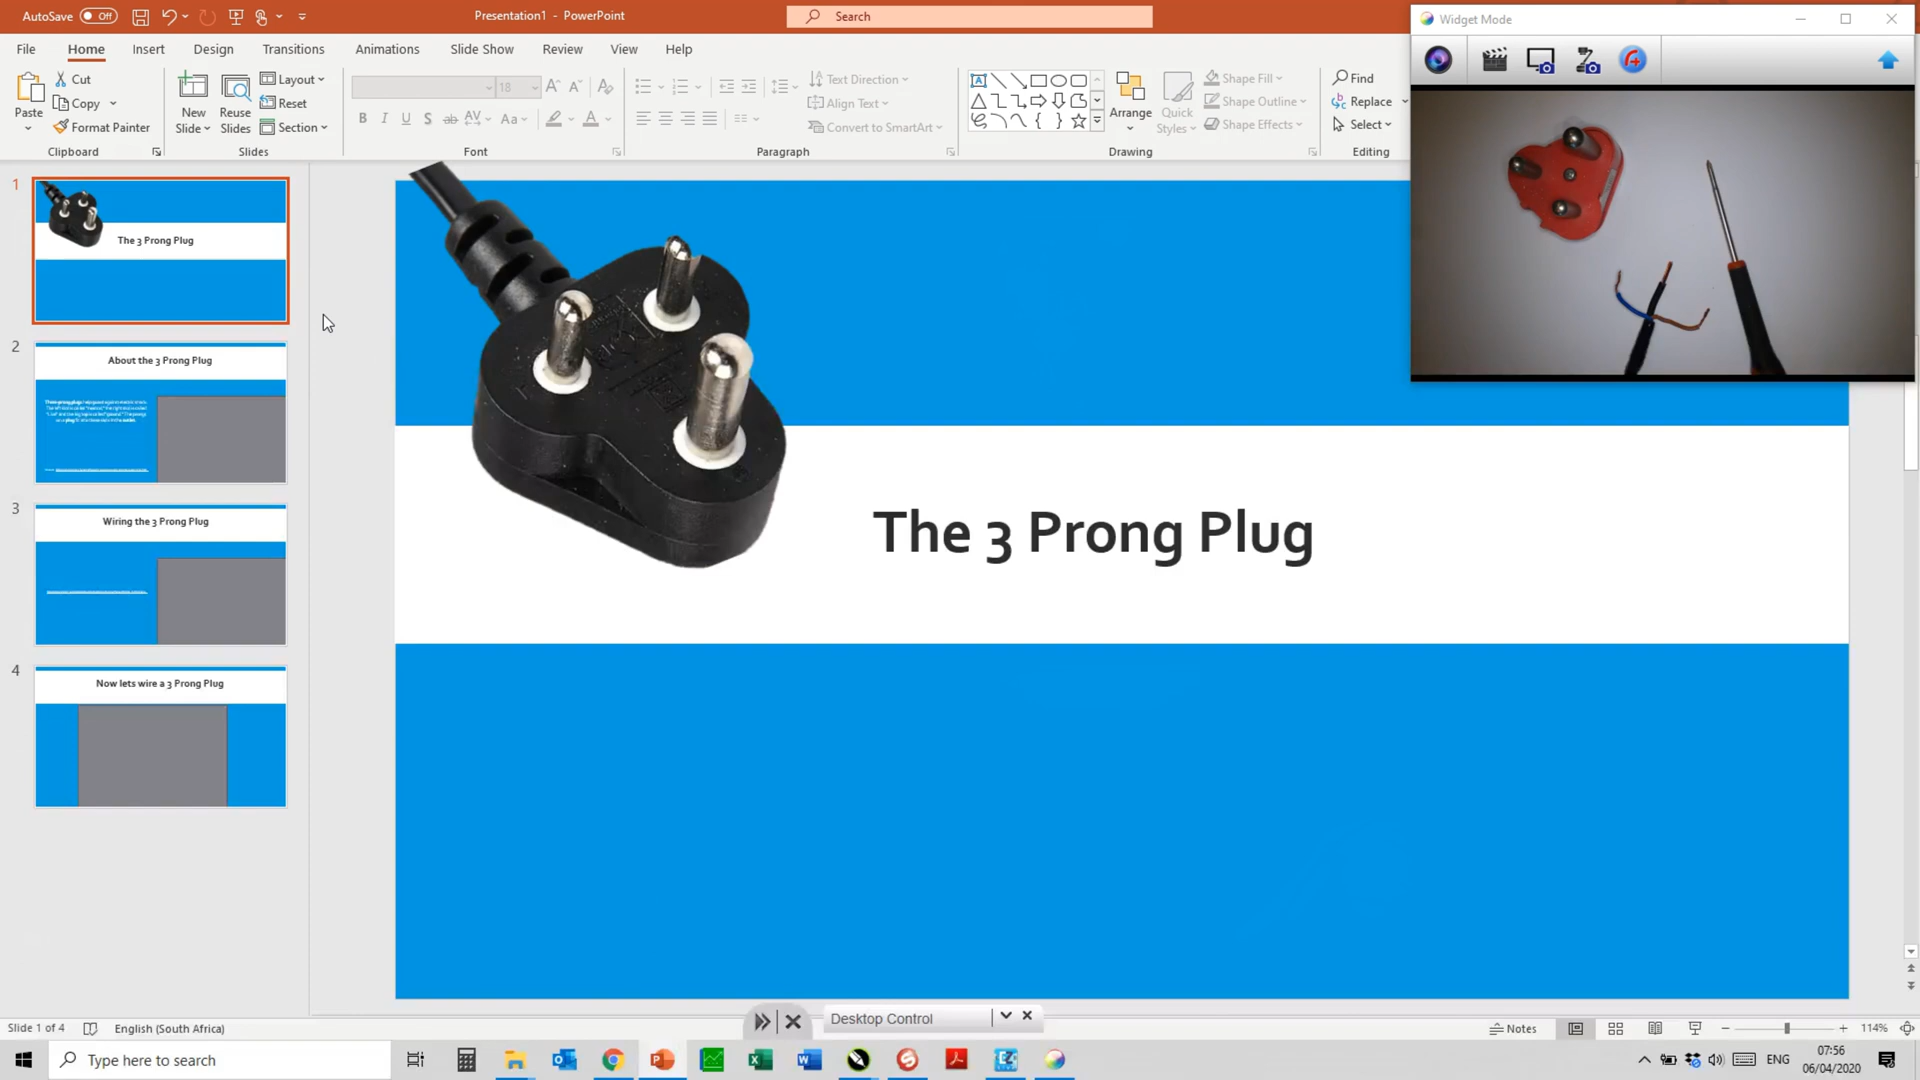 AutoSave Off
Presentation1 - PowerPoint
Search
Widget Mode
File Home Insert Design Transitions Animations Slide Show Review View Help
Paste
Cut
Copy
Format Painter
Clipboard
New Slide
Reuse Slides
Layout
Reset
Section
Slides
18
Font
Text Direction
Align Text
Convert to SmartArt
Paragraph
Arrange
Quick Styles
Shape Fill
Shape Outline
Shape Effects
Drawing
Find
Replace
Select
Editing
1
The 3 Prong Plug
2
About the 3 Prong Plug
3
Wiring the 3 Prong Plug
4
Now lets wire a 3 Prong Plug
The 3 Prong Plug
Desktop Control
Slide 1 of 4
English (South Africa)
Notes
114%
Type here to search
ENG
07:56
06/04/2020